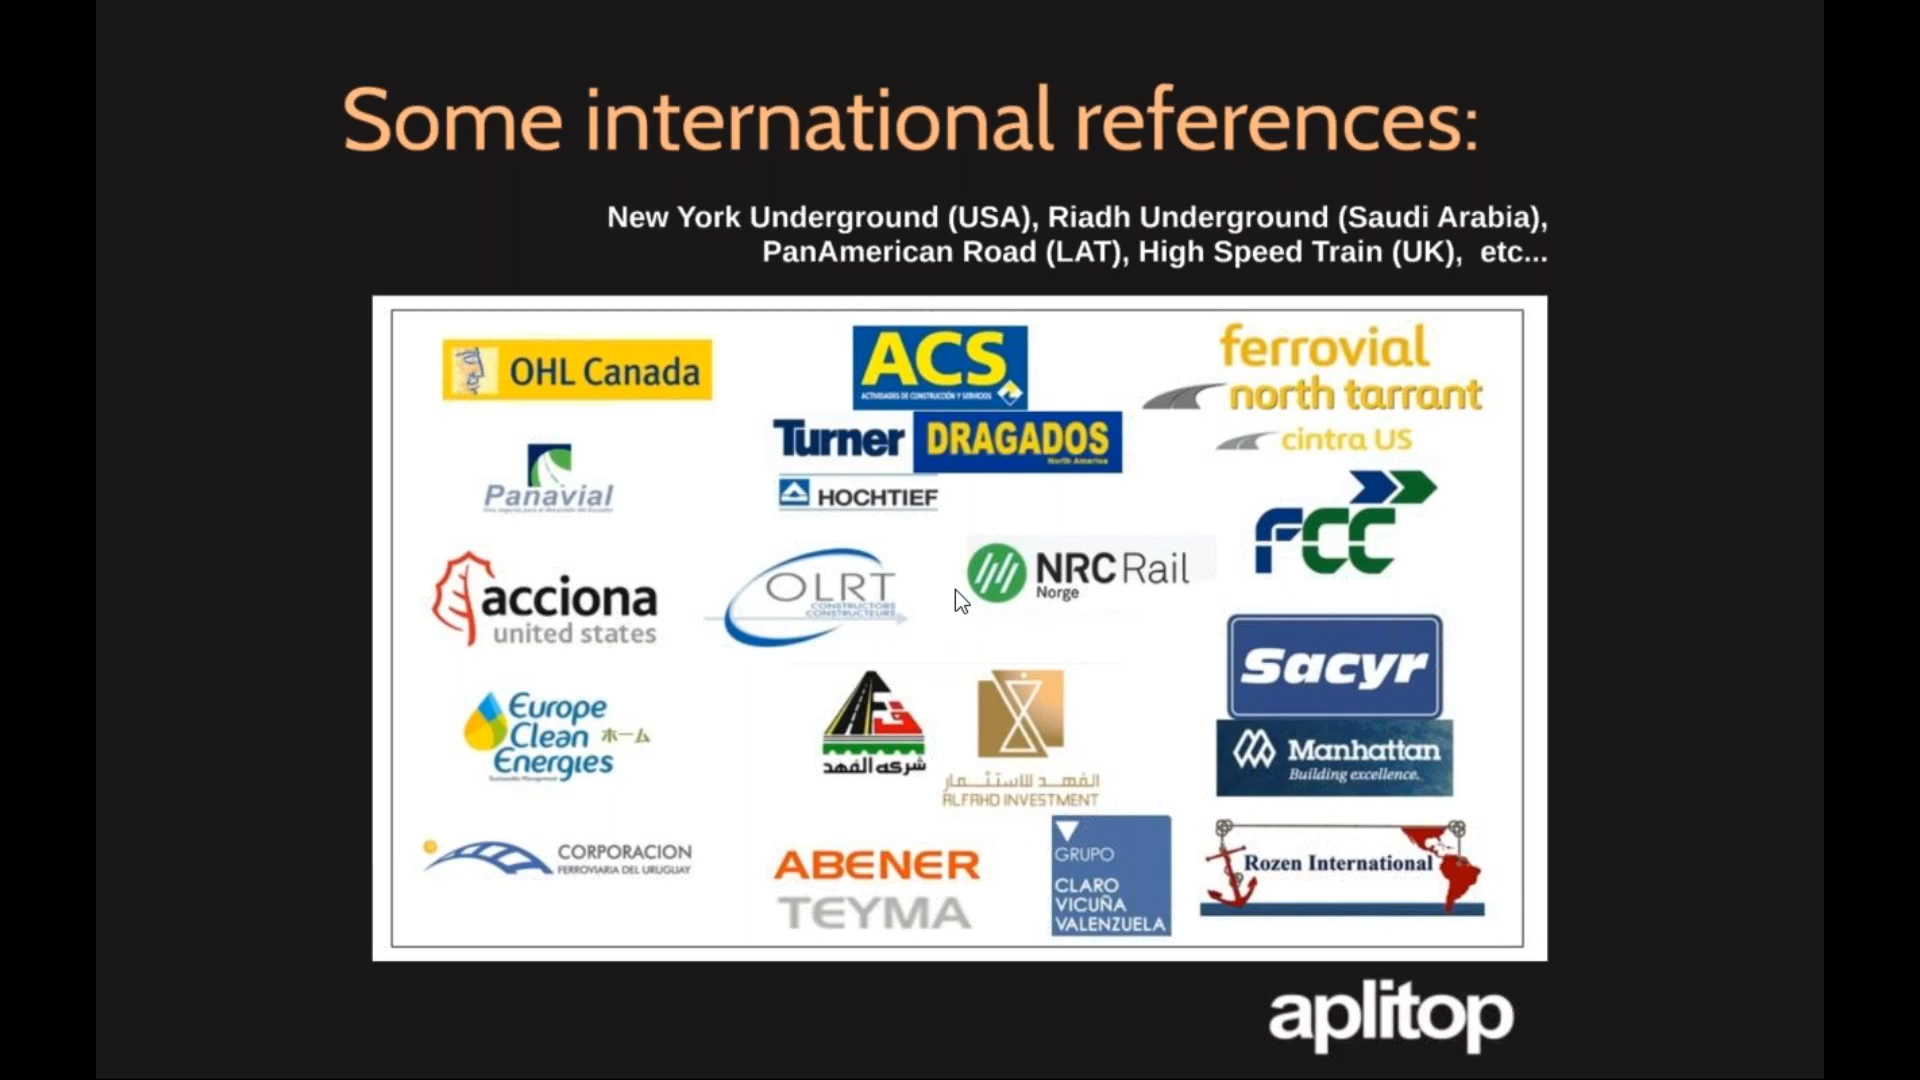 Some international references:
New York Underground (USA), Riadh Underground (Saudi Arabia),
PanAmerican Road (LAT), High Speed Train (UK),  etc...
OHL Canada
ACS
ACTIVIDADES DE CONSTRUCCIÓN Y SERVICIOS
ferrovial
north tarrant
cintra US
Turner
DRAGADOS
North America
HOCHTIEF
Panavial
FCC
acciona
united states
OLRT
CONSTRUCTORS
CONSTRUCTEURS
NRC Rail
Norge
Sacyr
Manhattan
Building excellence.
Europe
Clean ホーム
Energies
شركة الفهد
الفهد للاستثمار
ALFAHD INVESTMENT
CORPORACION
FERROVIARIA DEL URUGUAY
ABENER
TEYMA
GRUPO
CLARO
VICUÑA
VALENZUELA
Rozen International
aplitop